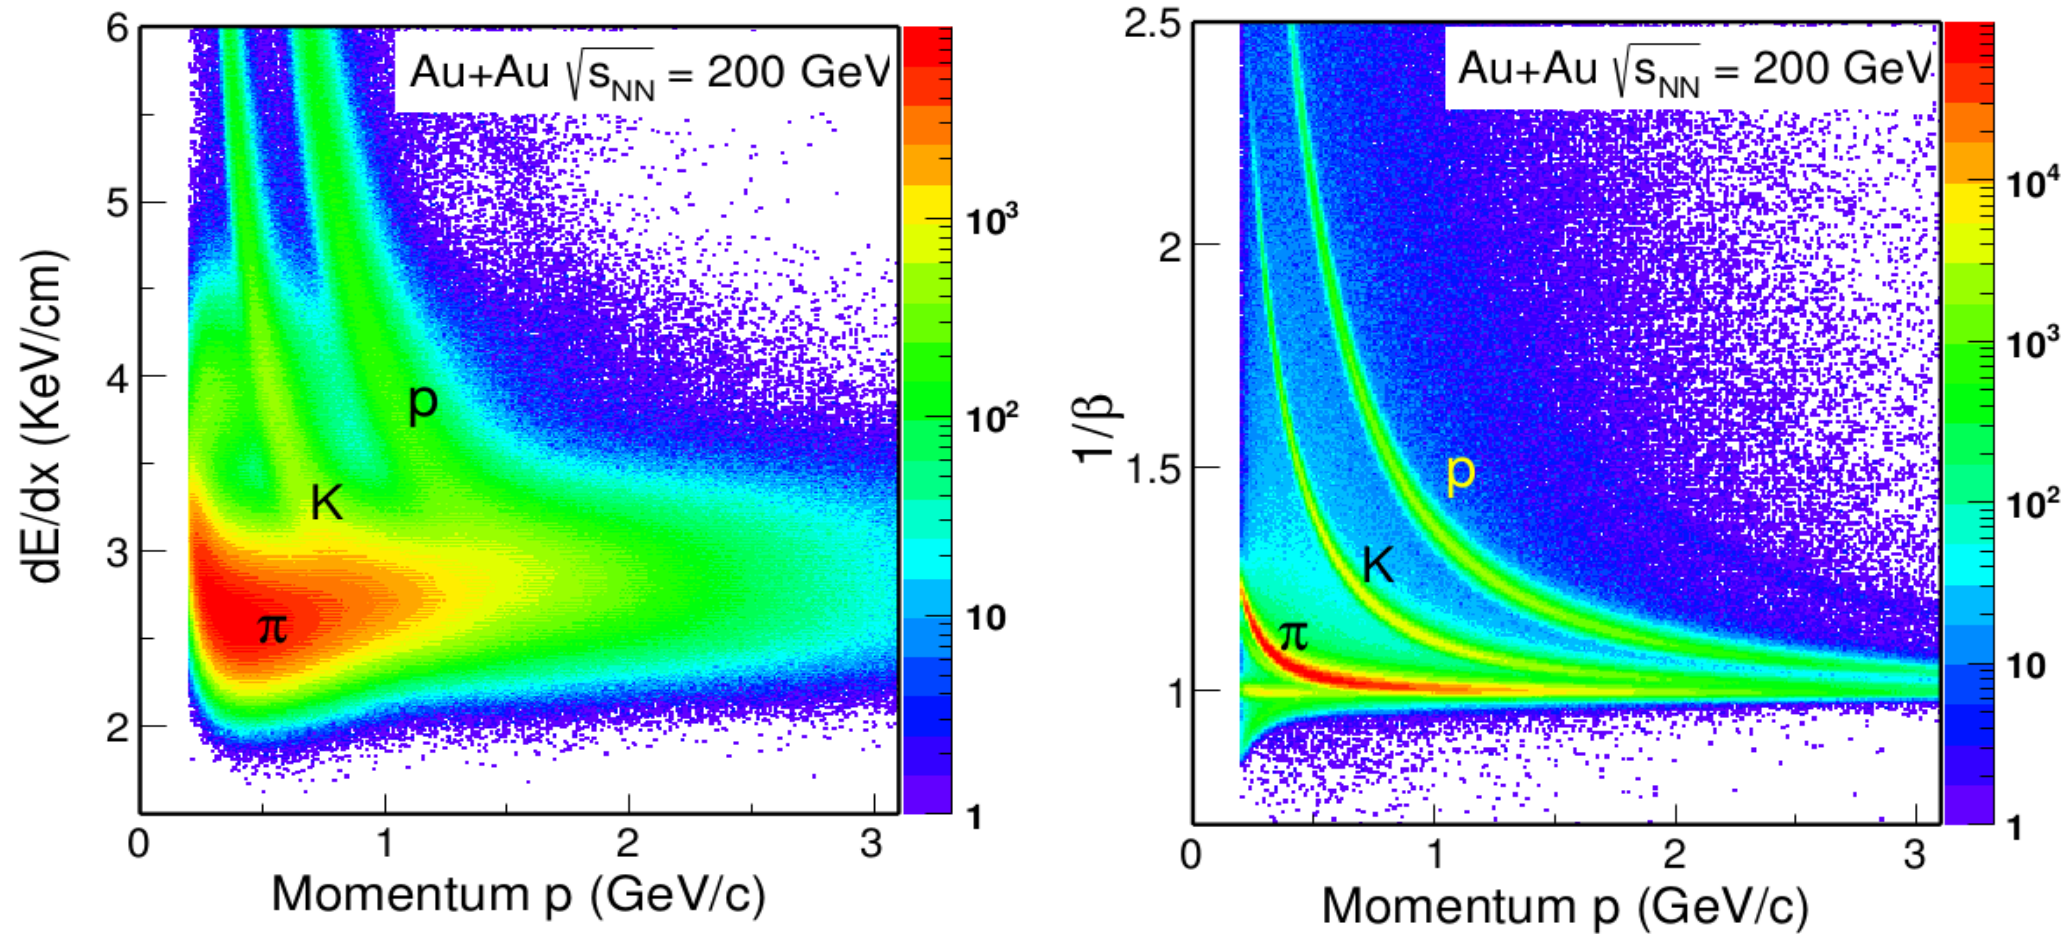 6
5
4
3
2
dE/dx (KeV/cm)
Au+Au √sNN = 200 GeV
p
K
π
0
1
2
3
Momentum p (GeV/c)
10³
10²
10
1
2.5
2
1.5
1
1/β
Au+Au √sNN = 200 GeV
p
K
π
0
1
2
3
Momentum p (GeV/c)
10⁴
10³
10²
10
1